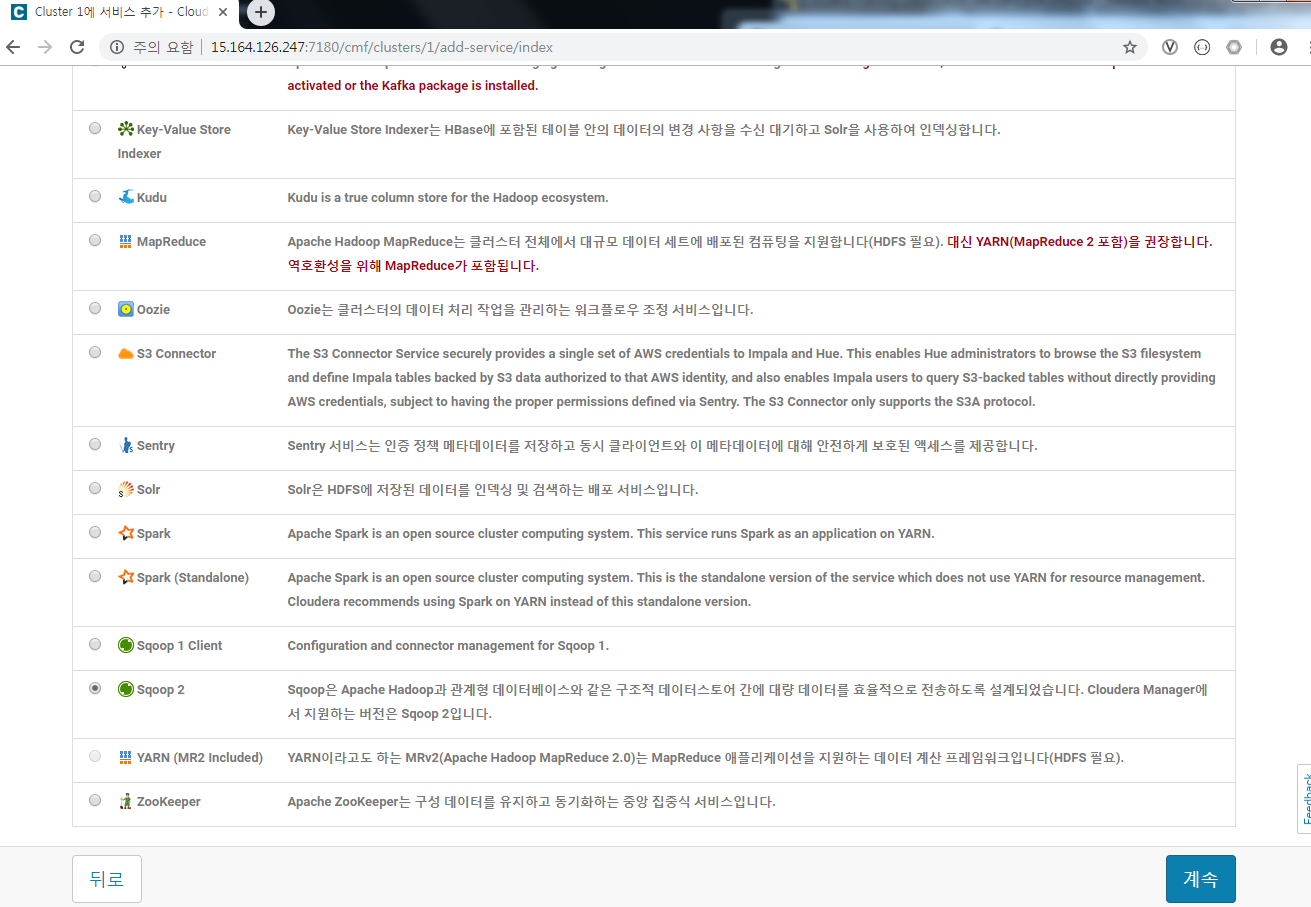 Cluster 1에 서비스 추가 - Cloud
주의 요함
15.164.126.247:7180/cmf/clusters/1/add-service/index
activated or the Kafka package is installed.
Key-Value Store
Indexer
Key-Value Store Indexer는 HBase에 포함된 테이블 안의 데이터의 변경 사항을 수신 대기하고 Solr을 사용하여 인덱싱합니다.
Kudu
Kudu is a true column store for the Hadoop ecosystem.
MapReduce
Apache Hadoop MapReduce는 클러스터 전체에서 대규모 데이터 세트에 배포된 컴퓨팅을 지원합니다(HDFS 필요). 대신 YARN(MapReduce 2 포함)을 권장합니다.
역호환성을 위해 MapReduce가 포함됩니다.
Oozie
Oozie는 클러스터의 데이터 처리 작업을 관리하는 워크플로우 조정 서비스입니다.
S3 Connector
The S3 Connector Service securely provides a single set of AWS credentials to Impala and Hue. This enables Hue administrators to browse the S3 filesystem
and define Impala tables backed by S3 data authorized to that AWS identity, and also enables Impala users to query S3-backed tables without directly providing
AWS credentials, subject to having the proper permissions defined via Sentry. The S3 Connector only supports the S3A protocol.
Sentry
Sentry 서비스는 인증 정책 메타데이터를 저장하고 동시 클라이언트와 이 메타데이터에 대해 안전하게 보호된 액세스를 제공합니다.
Solr
Solr은 HDFS에 저장된 데이터를 인덱싱 및 검색하는 배포 서비스입니다.
Spark
Apache Spark is an open source cluster computing system. This service runs Spark as an application on YARN.
Spark (Standalone)
Apache Spark is an open source cluster computing system. This is the standalone version of the service which does not use YARN for resource management.
Cloudera recommends using Spark on YARN instead of this standalone version.
Sqoop 1 Client
Configuration and connector management for Sqoop 1.
Sqoop 2
Sqoop은 Apache Hadoop과 관계형 데이터베이스와 같은 구조적 데이터스토어 간에 대량 데이터를 효율적으로 전송하도록 설계되었습니다. Cloudera Manager에
서 지원하는 버전은 Sqoop 2입니다.
YARN (MR2 Included)
YARN이라고도 하는 MRv2(Apache Hadoop MapReduce 2.0)는 MapReduce 애플리케이션을 지원하는 데이터 계산 프레임워크입니다(HDFS 필요).
ZooKeeper
Apache ZooKeeper는 구성 데이터를 유지하고 동기화하는 중앙 집중식 서비스입니다.
Feedback
뒤로
계속